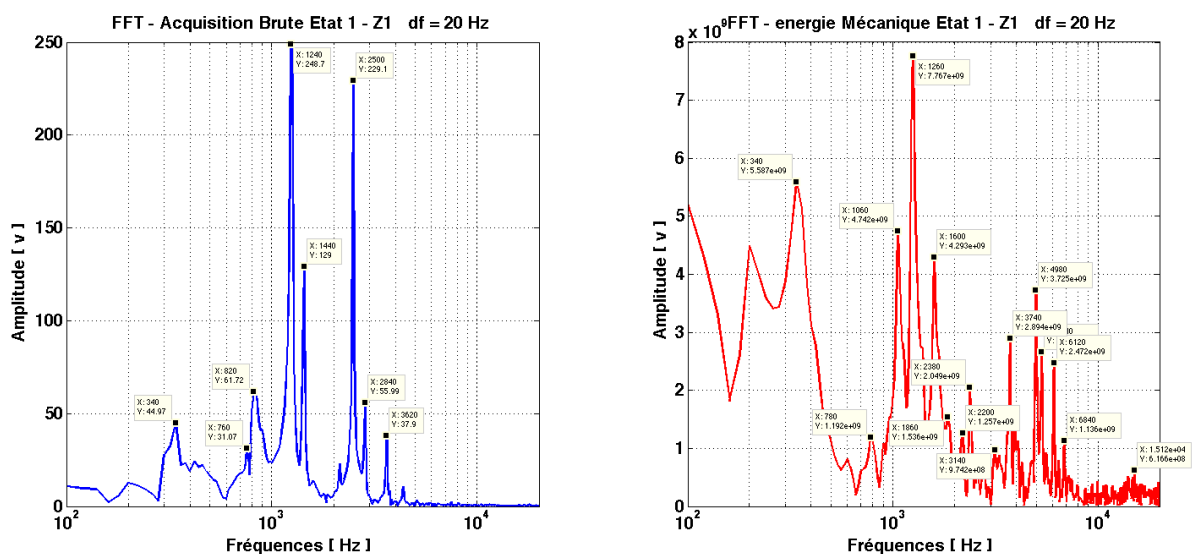 FFT - Acquisition Brute Etat 1 - Z1 df = 20 Hz
250
200
150
100
50
0
10^2
10^3
10^4
Amplitude [ v ]
Fréquences [ Hz ]
X: 1240
Y: 248.7
X: 2500
Y: 229.1
X: 1440
Y: 129
X: 820
Y: 61.72
X: 340
Y: 44.97
X: 760
Y: 31.07
X: 2840
Y: 55.99
X: 3620
Y: 37.9
x 10^9
FFT - energie Mécanique Etat 1 - Z1 df = 20 Hz
8
7
6
5
4
3
2
1
0
10^2
10^3
10^4
Amplitude [ v ]
Fréquences [ Hz ]
X: 1260
Y: 7.767e+09
X: 340
Y: 5.587e+09
X: 1060
Y: 4.742e+09
X: 1600
Y: 4.293e+09
X: 4980
Y: 3.725e+09
X: 3740
Y: 2.894e+09
X: 6120
Y: 2.472e+09
X: 2380
Y: 2.049e+09
X: 780
Y: 1.192e+09
X: 1860
Y: 1.536e+09
X: 2200
Y: 1.257e+09
X: 3140
Y: 9.742e+08
X: 6840
Y: 1.136e+09
X: 1.512e+04
Y: 6.166e+08